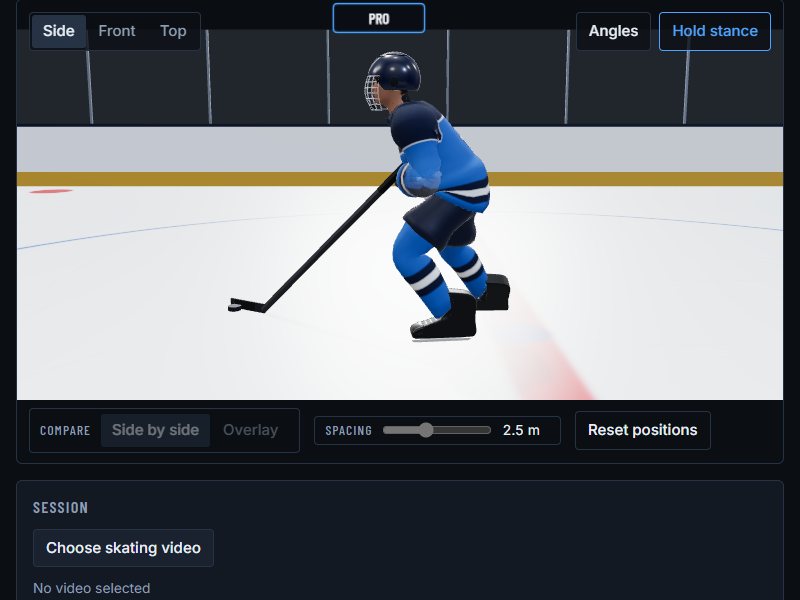 PRO
Side Front Top
Angles Hold stance
COMPARE Side by side Overlay SPACING 2.5 m Reset positions
SESSION
Choose skating video
No video selected